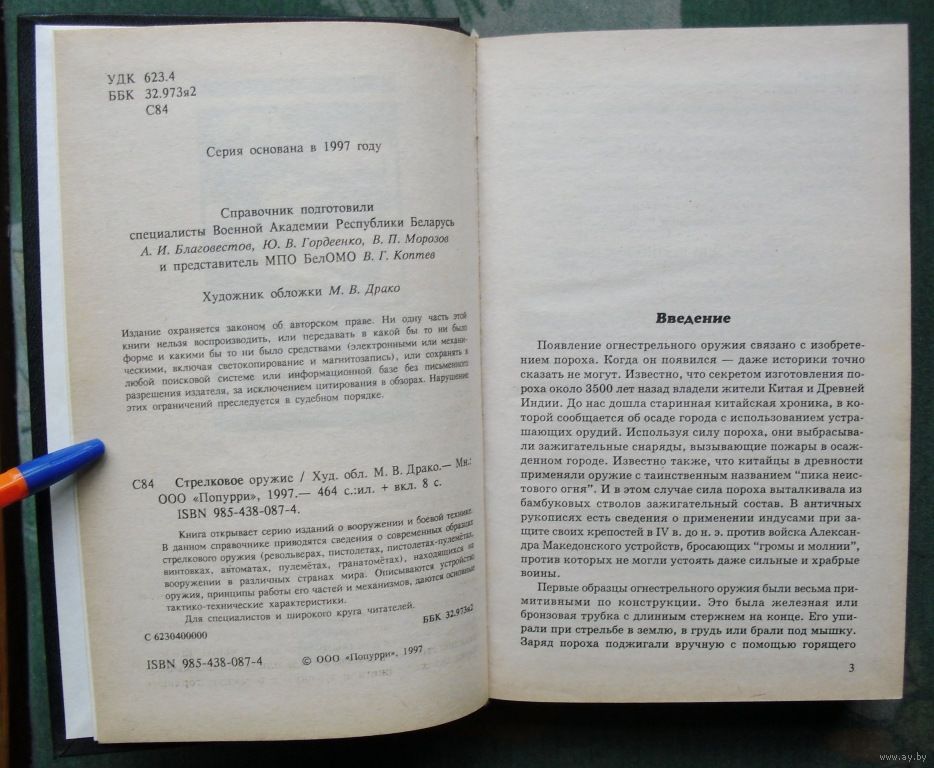 УДК 623.4
ББК 32.973я2
С84
Серия основана в 1997 году
Справочник подготовили
специалисты Военной Академии Республики Беларусь
А. И. Благовестов, Ю. В. Гордеенко, В. П. Морозов
и представитель МПО БелОМО В. Г. Коптев
Художник обложки М. В. Драко
Издание охраняется законом об авторском праве. Ни одну часть этой
книги нельзя воспроизводить, или передавать в какой бы то ни было
форме и какими бы то ни было средствами (электронными или механи-
ческими, включая светокопирование и магнитозапись), или сохранять в
любой поисковой системе или информационной базе без письменного
разрешения издателя, за исключением цитирования в обзорах. Нарушение
этих ограничений преследуется в судебном порядке.
С84 Стрелковое оружие / Худ. обл. М. В. Драко.— Мн.:
ООО «Попурри», 1997.— 464 с.:ил. + вкл. 8 с.
ISBN 985-438-087-4.
Книга открывает серию изданий о вооружении и боевой технике.
В данном справочнике приводятся сведения о современных образцах
стрелкового оружия (револьверах, пистолетах, пистолетах-пулемётах,
винтовках, автоматах, пулемётах, гранатомётах), находящихся на
вооружении в различных странах мира. Описываются устройство
оружия, принципы работы его частей и механизмов, даются основные
тактико-технические характеристики.
Для специалистов и широкого круга читателей.
ББК 32.973я2
С 6230400000
ISBN 985-438-087-4
© ООО «Попурри», 1997
Введение
Появление огнестрельного оружия связано с изобрете-
нием пороха. Когда он появился — даже историки точно
сказать не могут. Известно, что секретом изготовления по-
роха около 3500 лет назад владели жители Китая и Древней
Индии. До нас дошла старинная китайская хроника, в ко-
торой сообщается об осаде города с использованием устра-
шающих орудий. Используя силу пороха, они выбрасыва-
ли зажигательные снаряды, вызывающие пожары в осаж-
денном городе. Известно также, что китайцы в древности
применяли оружие с таинственным названием “пика неис-
тового огня”. И в этом случае сила пороха выталкивала из
бамбуковых стволов зажигательный состав. В античных
рукописях есть сведения о применении индусами при за-
щите своих крепостей в IV в. до н. э. против войска Алексан-
дра Македонского устройств, бросающих “громы и молнии”,
против которых не могли устоять даже сильные и храбрые
воины.
Первые образцы огнестрельного оружия были весьма при-
митивными по конструкции. Это была железная или
бронзовая трубка с длинным стержнем на конце. Его упи-
рали при стрельбе в землю, в грудь или брали под мышку.
Заряд пороха поджигали вручную с помощью горящего
3
www.ay.by